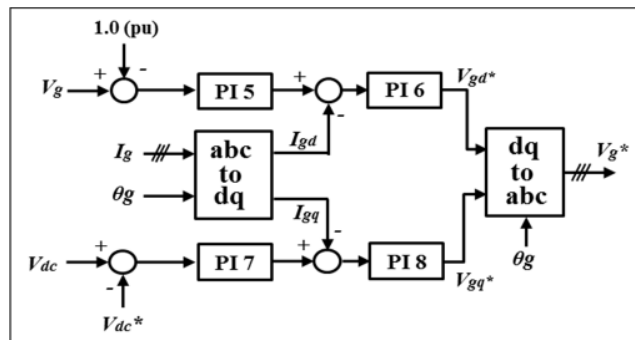 1.0 (pu)
+
-
Vg
PI 5
+
-
PI 6
Vgd*
Ig
θg
abc
to
dq
Igd
Igq
dq
to
abc
Vg*
θg
Vdc
+
-
Vdc*
PI 7
+
-
PI 8
Vgq*